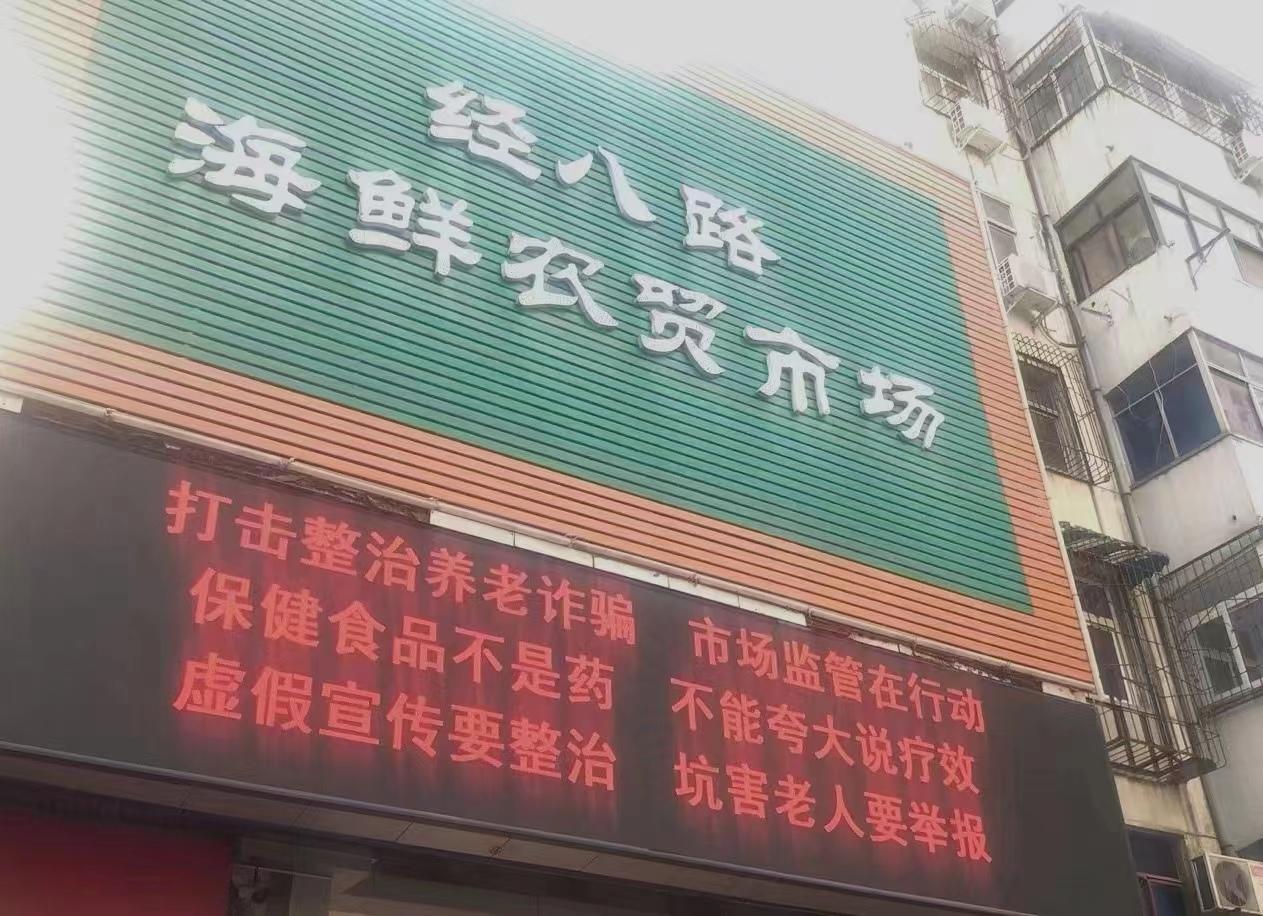 经八路
海鲜农贸市场
打击整治养老诈骗 市场监管在行动
保健食品不是药 不能夸大说疗效
虚假宣传要整治 坑害老人要举报